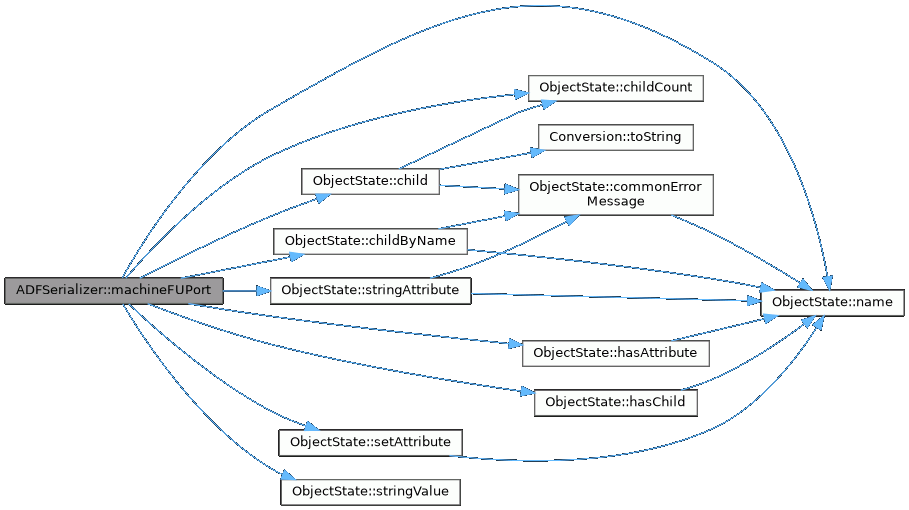 ObjectState::childCount
Conversion::toString
ObjectState::child
ObjectState::commonError
Message
ObjectState::childByName
ADFSerializer::machineFUPort
ObjectState::stringAttribute
ObjectState::name
ObjectState::hasAttribute
ObjectState::hasChild
ObjectState::setAttribute
ObjectState::stringValue